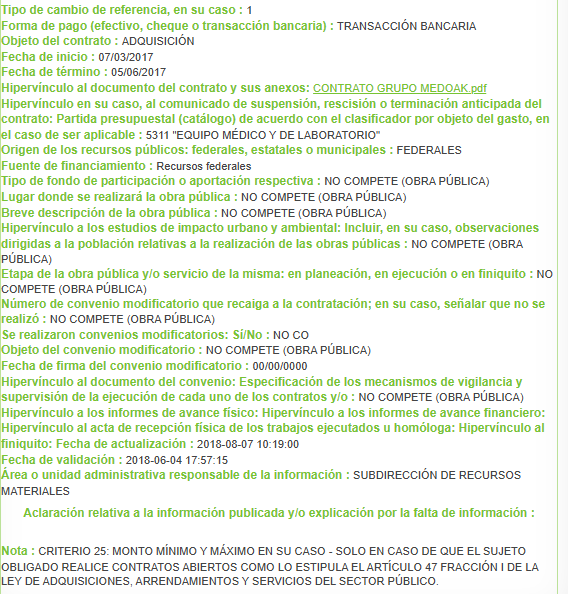 Tipo de cambio de referencia, en su caso : 1
Forma de pago (efectivo, cheque o transacción bancaria) : TRANSACCIÓN BANCARIA
Objeto del contrato : ADQUISICIÓN
Fecha de inicio : 07/03/2017
Fecha de término : 05/06/2017
Hipervínculo al documento del contrato y sus anexos: CONTRATO GRUPO MEDOAK.pdf
Hipervínculo en su caso, al comunicado de suspensión, rescisión o terminación anticipada del
contrato: Partida presupuestal (catálogo) de acuerdo con el clasificador por objeto del gasto, en
el caso de ser aplicable : 5311 "EQUIPO MÉDICO Y DE LABORATORIO"
Origen de los recursos públicos: federales, estatales o municipales : FEDERALES
Fuente de financiamiento : Recursos federales
Tipo de fondo de participación o aportación respectiva : NO COMPETE (OBRA PÚBLICA)
Lugar donde se realizará la obra pública : NO COMPETE (OBRA PÚBLICA)
Breve descripción de la obra pública : NO COMPETE (OBRA PÚBLICA)
Hipervínculo a los estudios de impacto urbano y ambiental: Incluir, en su caso, observaciones
dirigidas a la población relativas a la realización de las obras públicas : NO COMPETE (OBRA
PÚBLICA)
Etapa de la obra pública y/o servicio de la misma: en planeación, en ejecución o en finiquito : NO
COMPETE (OBRA PÚBLICA)
Número de convenio modificatorio que recaiga a la contratación; en su caso, señalar que no se
realizó : NO COMPETE (OBRA PÚBLICA)
Se realizaron convenios modificatorios: Sí/No : NO CO
Objeto del convenio modificatorio : NO COMPETE (OBRA PÚBLICA)
Fecha de firma del convenio modificatorio : 00/00/0000
Hipervínculo al documento del convenio: Especificación de los mecanismos de vigilancia y
supervisión de la ejecución de cada uno de los contratos y/o : NO COMPETE (OBRA PÚBLICA)
Hipervínculo a los informes de avance físico: Hipervínculo a los informes de avance financiero:
Hipervínculo al acta de recepción física de los trabajos ejecutados u homóloga: Hipervínculo al
finiquito: Fecha de actualización : 2018-08-07 10:19:00
Fecha de validación : 2018-06-04 17:57:15
Área o unidad administrativa responsable de la información : SUBDIRECCIÓN DE RECURSOS
MATERIALES
Aclaración relativa a la información publicada y/o explicación por la falta de información :
Nota : CRITERIO 25: MONTO MÍNIMO Y MÁXIMO EN SU CASO - SOLO EN CASO DE QUE EL SUJETO
OBLIGADO REALICE CONTRATOS ABIERTOS COMO LO ESTIPULA EL ARTÍCULO 47 FRACCIÓN I DE LA
LEY DE ADQUISICIONES, ARRENDAMIENTOS Y SERVICIOS DEL SECTOR PÚBLICO.